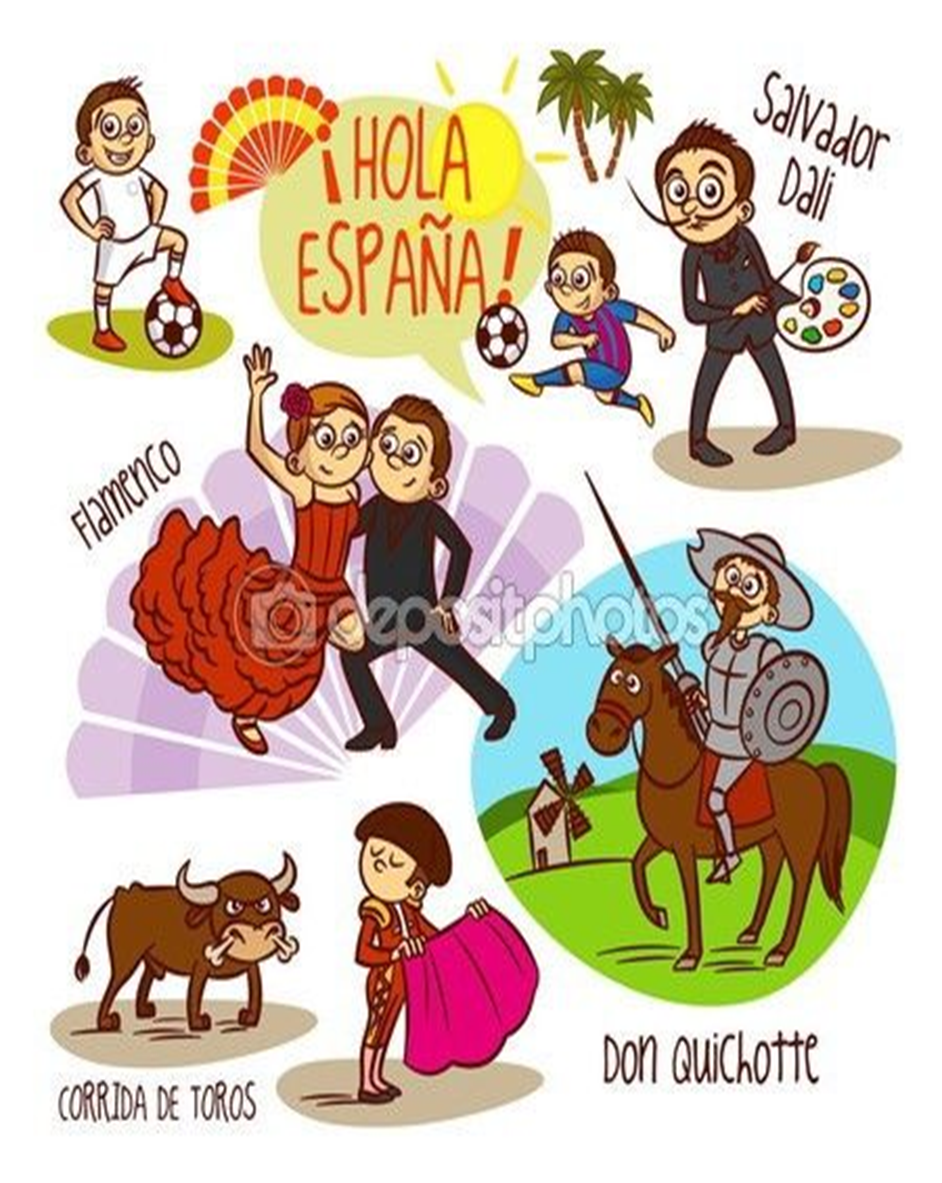 ¡HOLA
ESPAÑA!
Salvador
Dali
Flamenco
depositphotos
DON QUICHOTTE
CORRIDA DE TOROS